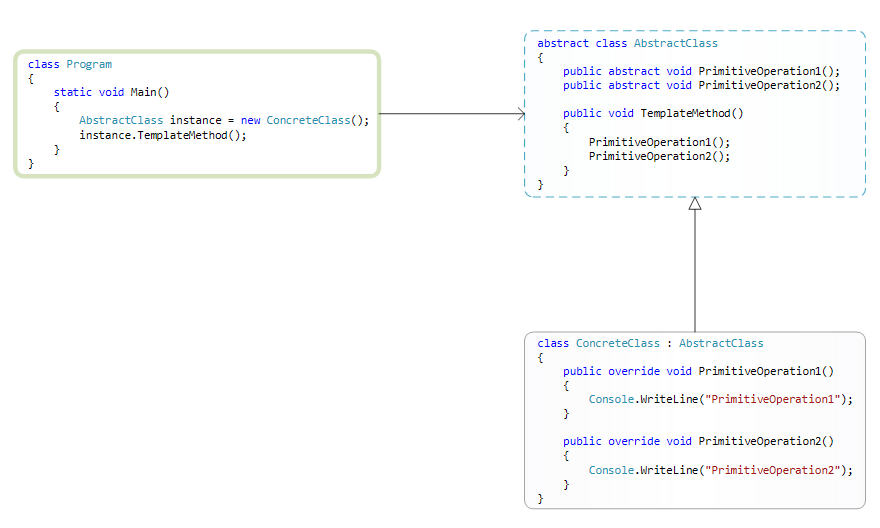 class Program
{
    static void Main()
    {
        AbstractClass instance = new ConcreteClass();
        instance.TemplateMethod();
    }
}
abstract class AbstractClass
{
    public abstract void PrimitiveOperation1();
    public abstract void PrimitiveOperation2();

    public void TemplateMethod()
    {
        PrimitiveOperation1();
        PrimitiveOperation2();
    }
}
class ConcreteClass : AbstractClass
{
    public override void PrimitiveOperation1()
    {
        Console.WriteLine("PrimitiveOperation1");
    }

    public override void PrimitiveOperation2()
    {
        Console.WriteLine("PrimitiveOperation2");
    }
}